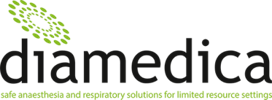 diamedica
safe anaesthesia and respiratory solutions for limited resource settings